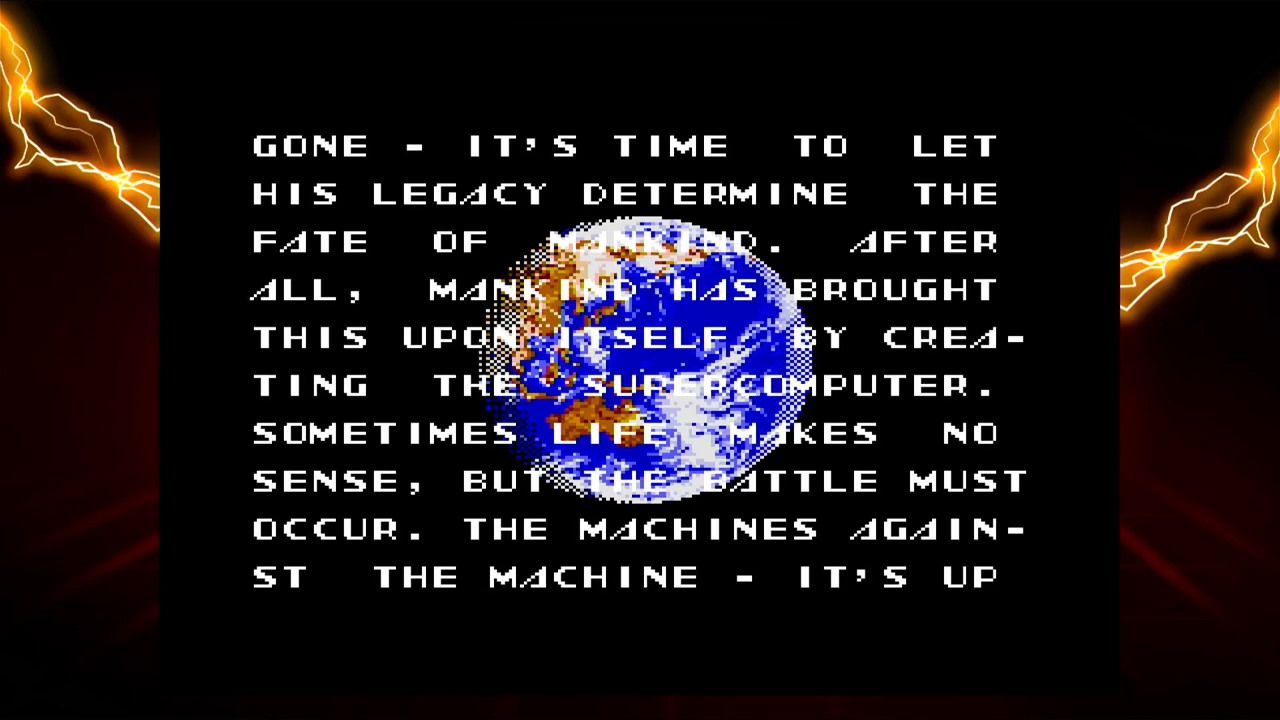 GONE - IT'S TIME TO LET
HIS LEGACY DETERMINE THE
FATE OF MANKIND. AFTER
ALL, MANKIND HAS BROUGHT
THIS UPON ITSELF BY CREA-
TING THE SUPERCOMPUTER.
SOMETIMES LIFE MAKES NO
SENSE, BUT THE BATTLE MUST
OCCUR. THE MACHINES AGAIN-
ST THE MACHINE - IT'S UP